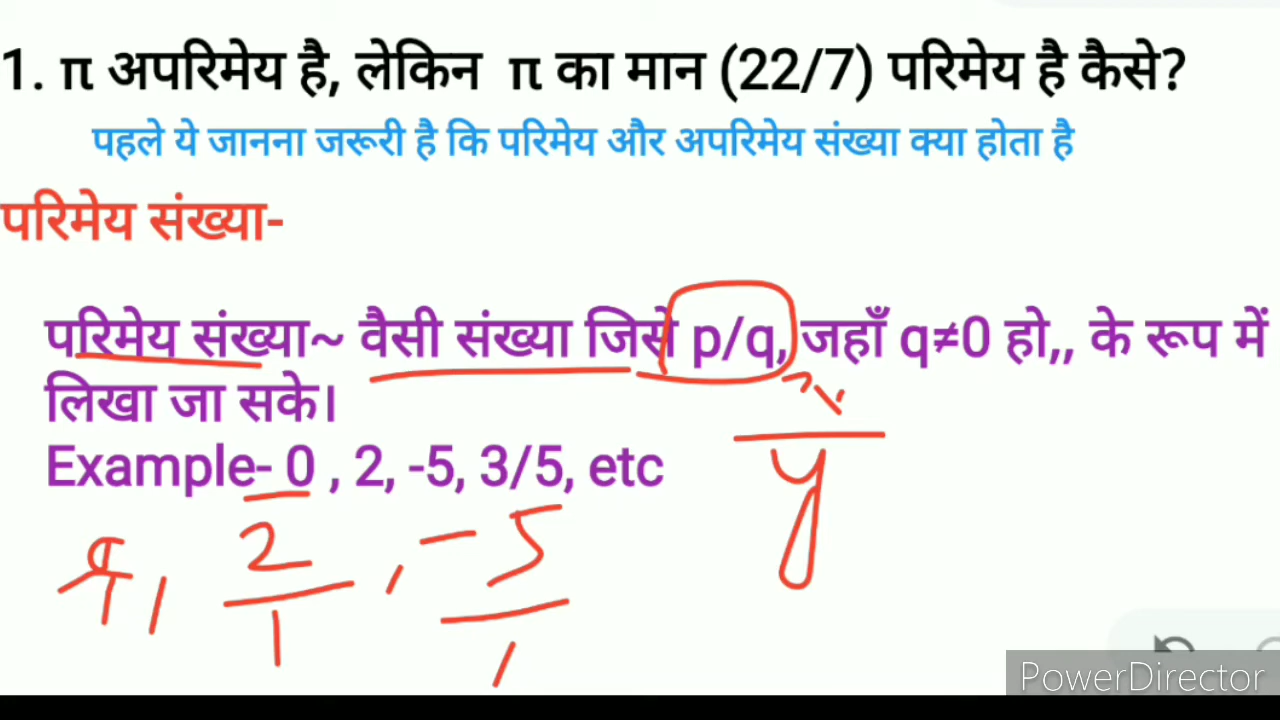 1. π अपरिमेय है, लेकिन π का मान (22/7) परिमेय है कैसे?
पहले ये जानना जरूरी है कि परिमेय और अपरिमेय संख्या क्या होता है
परिमेय संख्या-
परिमेय संख्या~ वैसी संख्या जिसे p/q, जहाँ q≠0 हो,, के रूप में
लिखा जा सके।
Example- 0 , 2, -5, 3/5, etc
x/y
2/1 , -5/1
PowerDirector